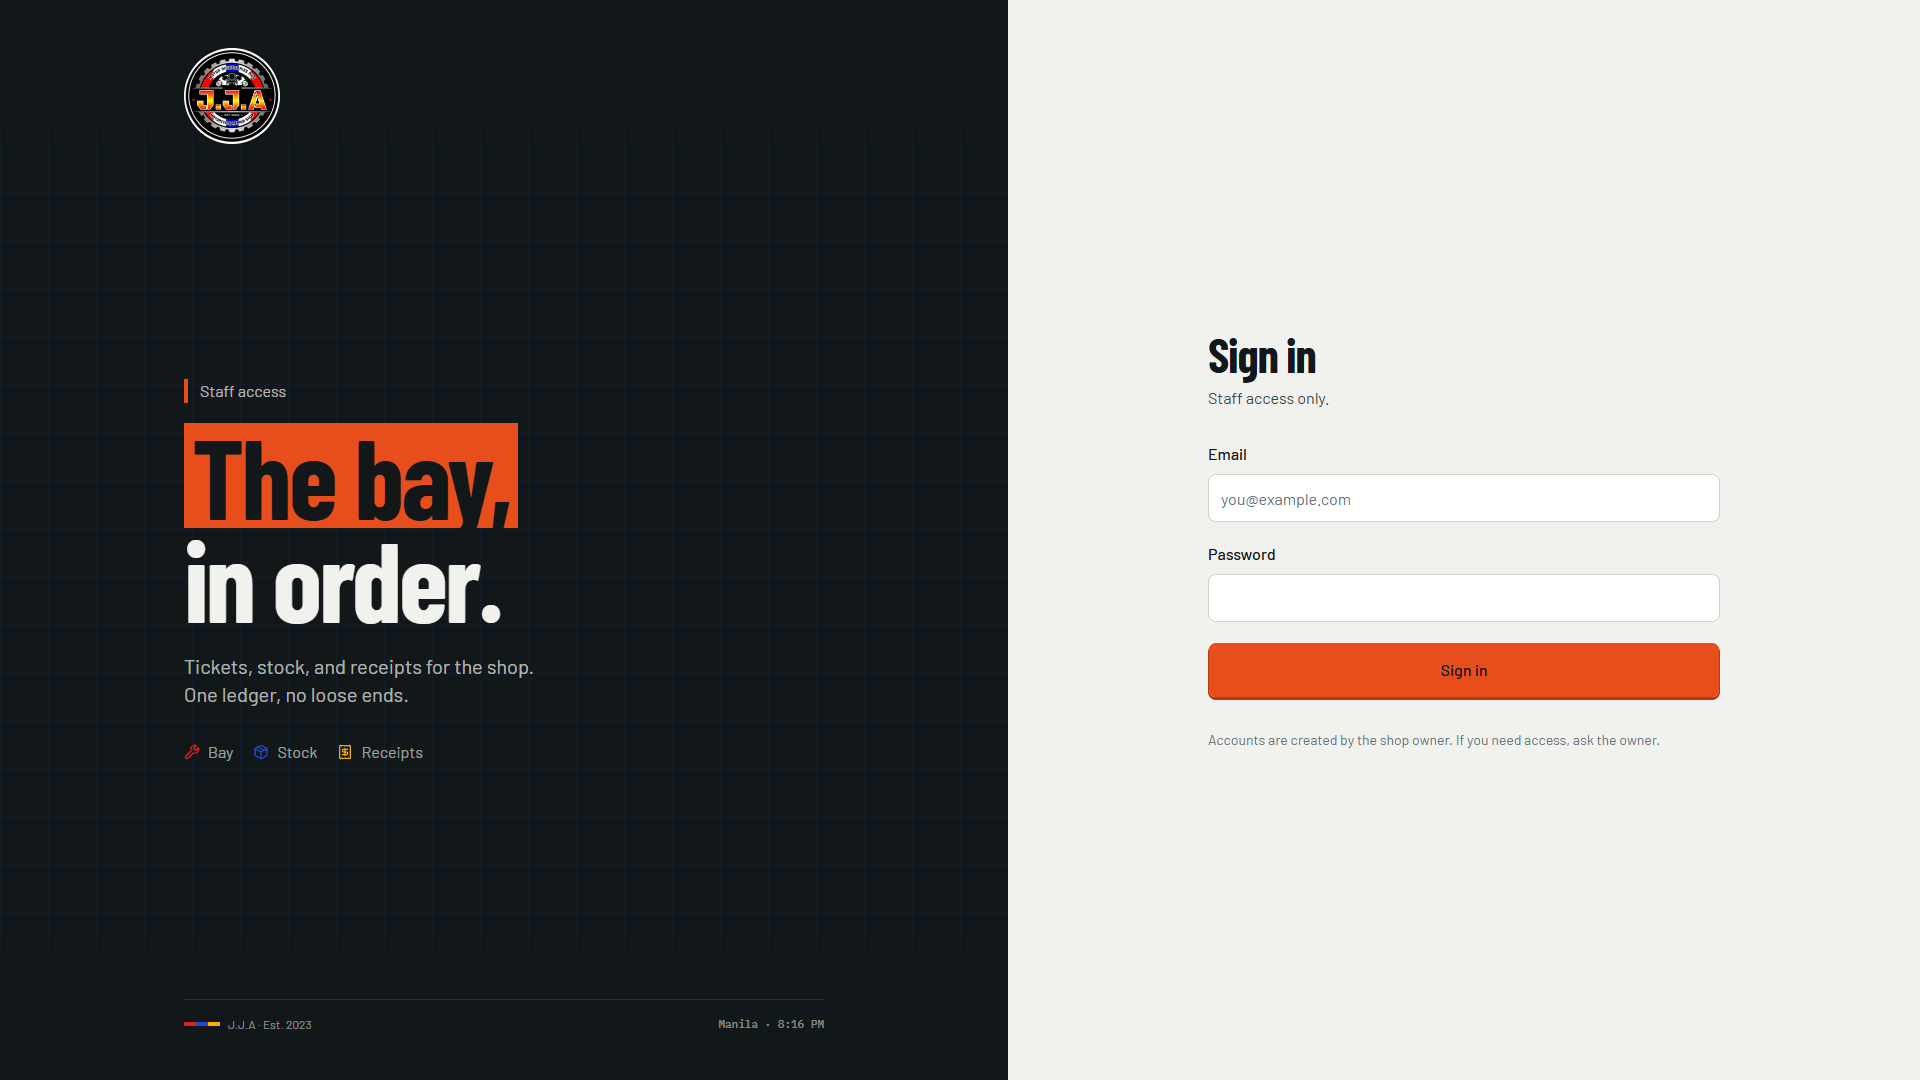 J.J.A
Staff access
The bay,
in order.
Tickets, stock, and receipts for the shop.
One ledger, no loose ends.
Bay
Stock
Receipts
J.J.A · Est. 2023
Manila · 8:16 PM
Sign in
Staff access only.
Email
you@example.com
Password
Sign in
Accounts are created by the shop owner. If you need access, ask the owner.